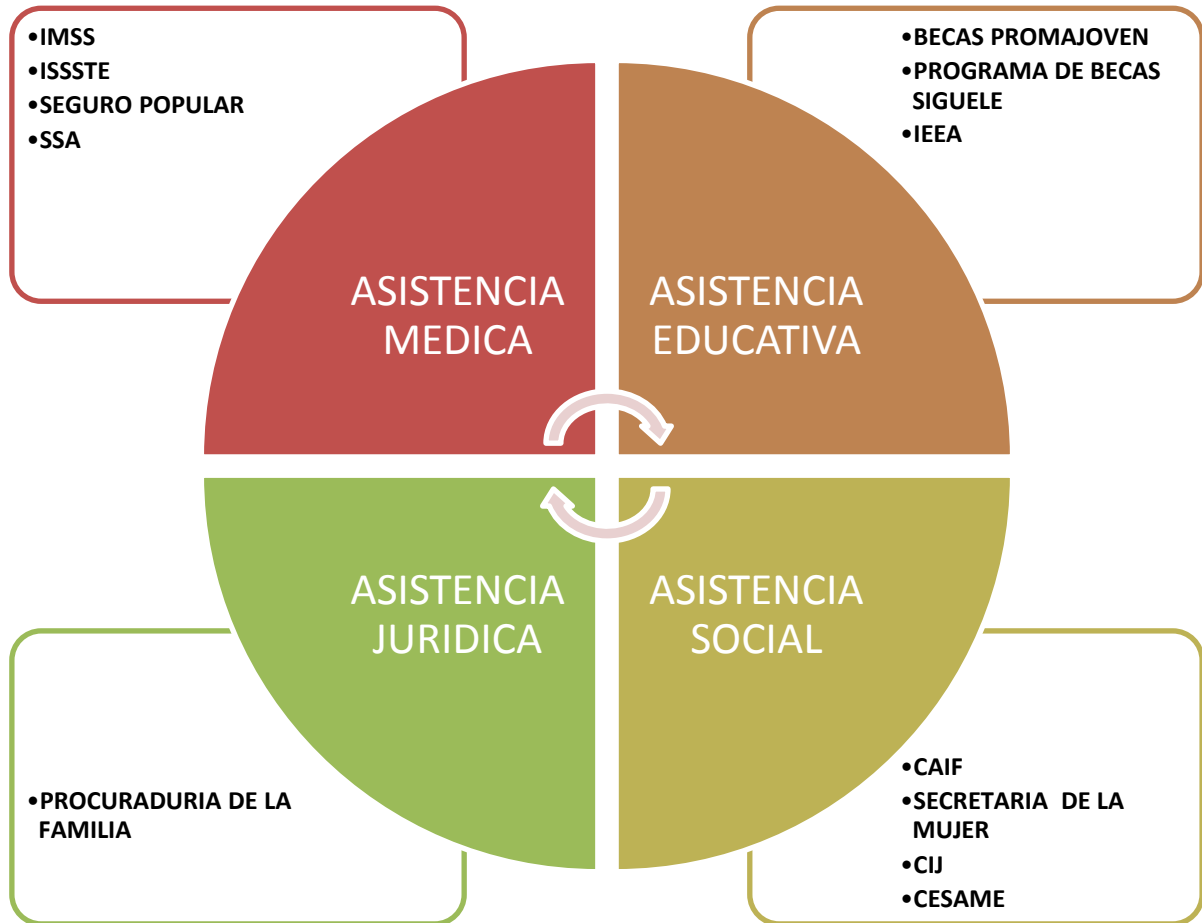 •IMSS
•ISSSTE
•SEGURO POPULAR
•SSA
•BECAS PROMAJOVEN
•PROGRAMA DE BECAS
SIGUELE
•IEEA
ASISTENCIA
MEDICA
ASISTENCIA
EDUCATIVA
ASISTENCIA
JURIDICA
ASISTENCIA
SOCIAL
•PROCURADURIA DE LA
FAMILIA
•CAIF
•SECRETARIA DE LA
MUJER
•CIJ
•CESAME